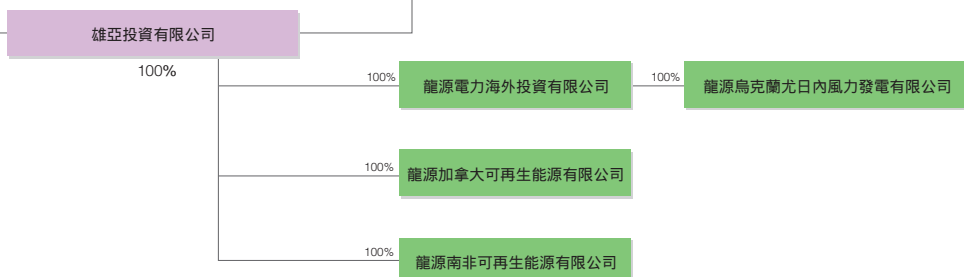 雄亞投資有限公司
100%
100%
龍源電力海外投資有限公司
100%
龍源烏克蘭尤日內風力發電有限公司
100%
龍源加拿大可再生能源有限公司
100%
龍源南非可再生能源有限公司